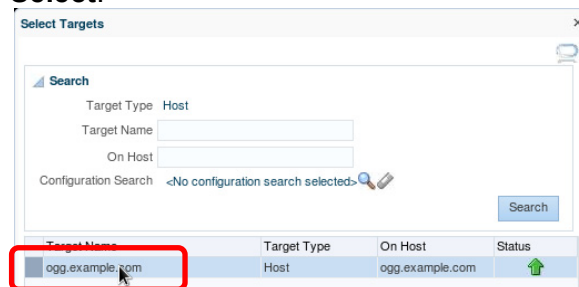 Select.
Select Targets ×
Search
Target Type Host
Target Name
On Host
Configuration Search <No configuration search selected>
Search
Target Name Target Type On Host Status
ogg.example.com Host ogg.example.com